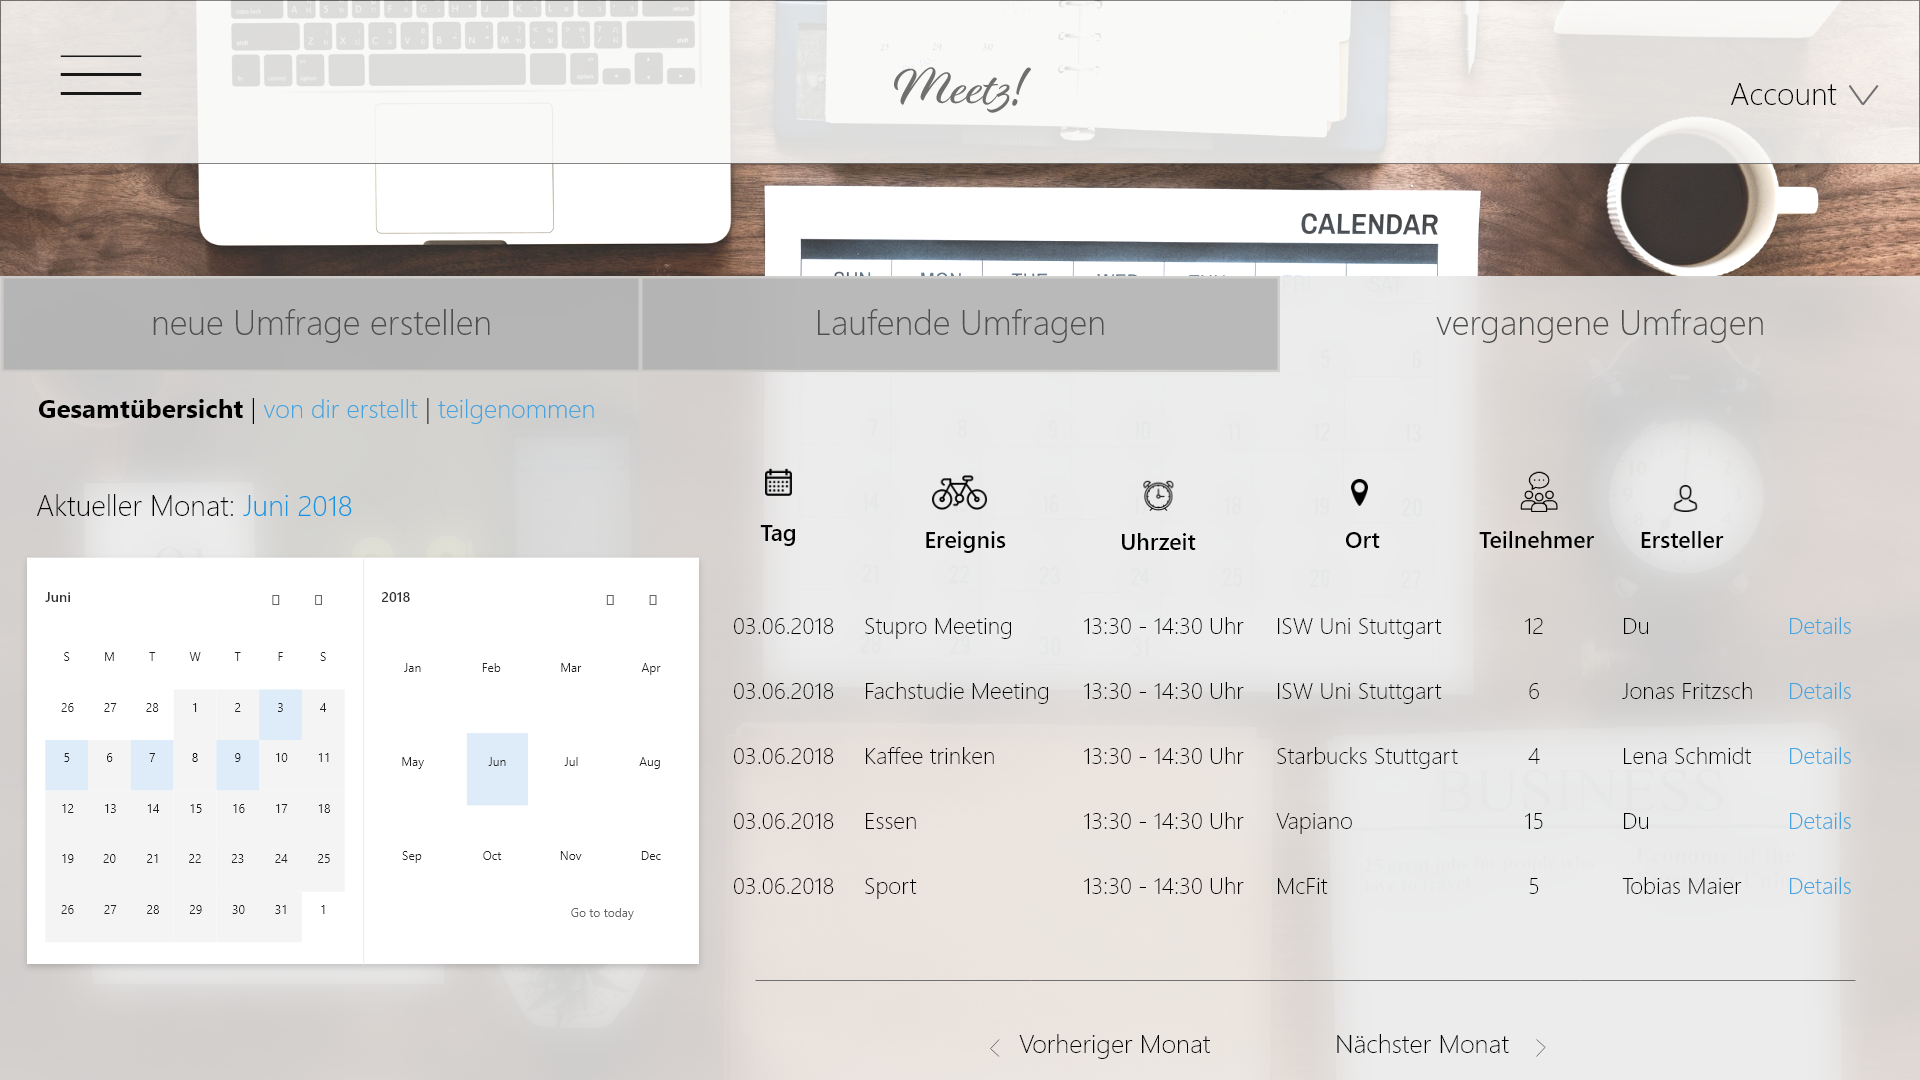 Meetz!
Account
CALENDAR
SUN MON TUE WED THU FRI SAT
neue Umfrage erstellen
Laufende Umfragen
vergangene Umfragen
Gesamtübersicht | von dir erstellt | teilgenommen
Aktueller Monat: Juni 2018
Juni
S M T W T F S
26 27 28 1 2 3 4
5 6 7 8 9 10 11
12 13 14 15 16 17 18
19 20 21 22 23 24 25
26 27 28 29 30 31 1
2018
Jan Feb Mar Apr
May Jun Jul Aug
Sep Oct Nov Dec
Go to today
Tag Ereignis Uhrzeit Ort Teilnehmer Ersteller
03.06.2018 Stupro Meeting 13:30 - 14:30 Uhr ISW Uni Stuttgart 12 Du Details
03.06.2018 Fachstudie Meeting 13:30 - 14:30 Uhr ISW Uni Stuttgart 6 Jonas Fritzsch Details
03.06.2018 Kaffee trinken 13:30 - 14:30 Uhr Starbucks Stuttgart 4 Lena Schmidt Details
03.06.2018 Essen 13:30 - 14:30 Uhr Vapiano 15 Du Details
03.06.2018 Sport 13:30 - 14:30 Uhr McFit 5 Tobias Maier Details
BUSINESS
Vorheriger Monat
Nächster Monat